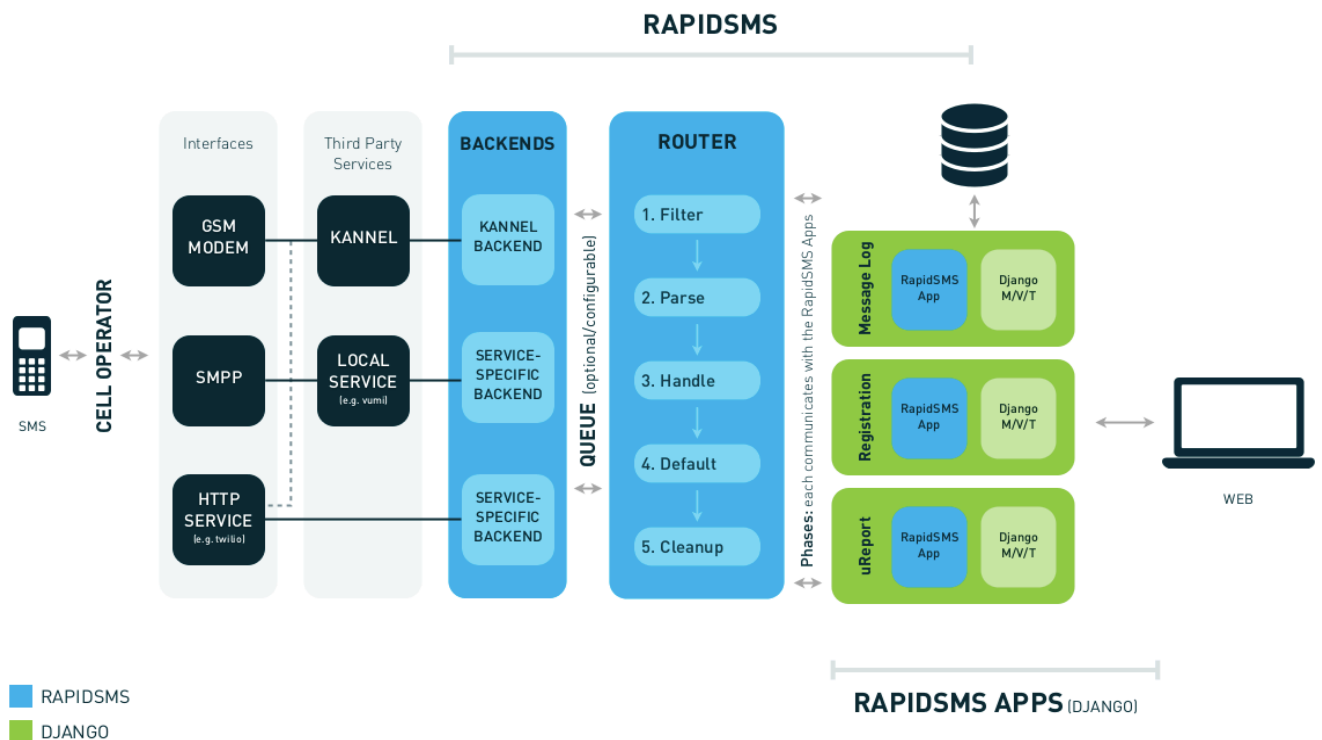 RAPIDSMS
Interfaces
Third Party
Services
BACKENDS
ROUTER
GSM
MODEM
KANNEL
KANNEL
BACKEND
SMPP
LOCAL
SERVICE
(e.g. vumi)
SERVICE-
SPECIFIC
BACKEND
HTTP
SERVICE
(e.g. twilio)
SERVICE-
SPECIFIC
BACKEND
SMS
CELL OPERATOR
QUEUE (optional/configurable)
1. Filter
2. Parse
3. Handle
4. Default
5. Cleanup
Phases: each communicates with the RapidSMS Apps
Message Log
RapidSMS
App
Django
M/V/T
Registration
RapidSMS
App
Django
M/V/T
uReport
RapidSMS
App
Django
M/V/T
WEB
RAPIDSMS APPS (DJANGO)
RAPIDSMS
DJANGO